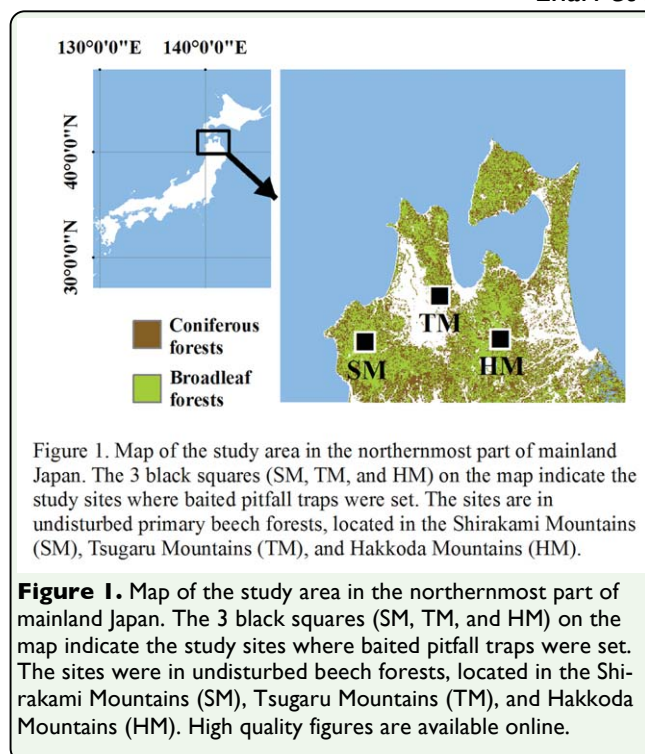 130°0'0"E 140°0'0"E
40°0'0"N
30°0'0"N
Coniferous
forests
Broadleaf
forests
TM
SM
HM
Figure 1. Map of the study area in the northernmost part of mainland
Japan. The 3 black squares (SM, TM, and HM) on the map indicate the
study sites where baited pitfall traps were set. The sites are in
undisturbed primary beech forests, located in the Shirakami Mountains
(SM), Tsugaru Mountains (TM), and Hakkoda Mountains (HM).
Figure 1. Map of the study area in the northernmost part of
mainland Japan. The 3 black squares (SM, TM, and HM) on the
map indicate the study sites where baited pitfall traps were set.
The sites were in undisturbed beech forests, located in the Shi-
rakami Mountains (SM), Tsugaru Mountains (TM), and Hakkoda
Mountains (HM). High quality figures are available online.